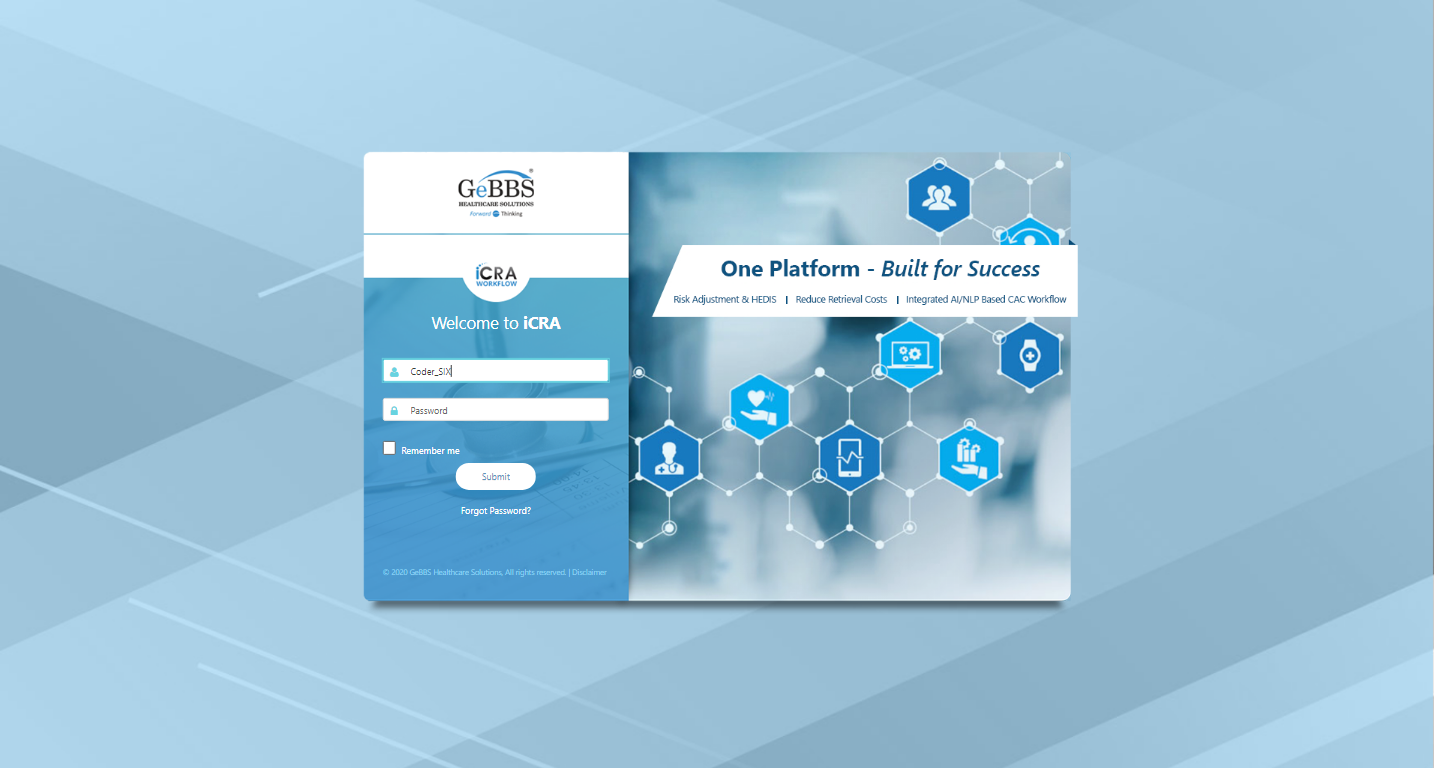 GeBBS®
HEALTHCARE SOLUTIONS
Forward Thinking
iCRA
WORKFLOW
Welcome to iCRA
Coder_SIX
Password
Remember me
Submit
Forgot Password?
© 2020 GeBBS Healthcare Solutions, All rights reserved. | Disclaimer
One Platform - Built for Success
Risk Adjustment & HEDIS | Reduce Retrieval Costs | Integrated AI/NLP Based CAC Workflow